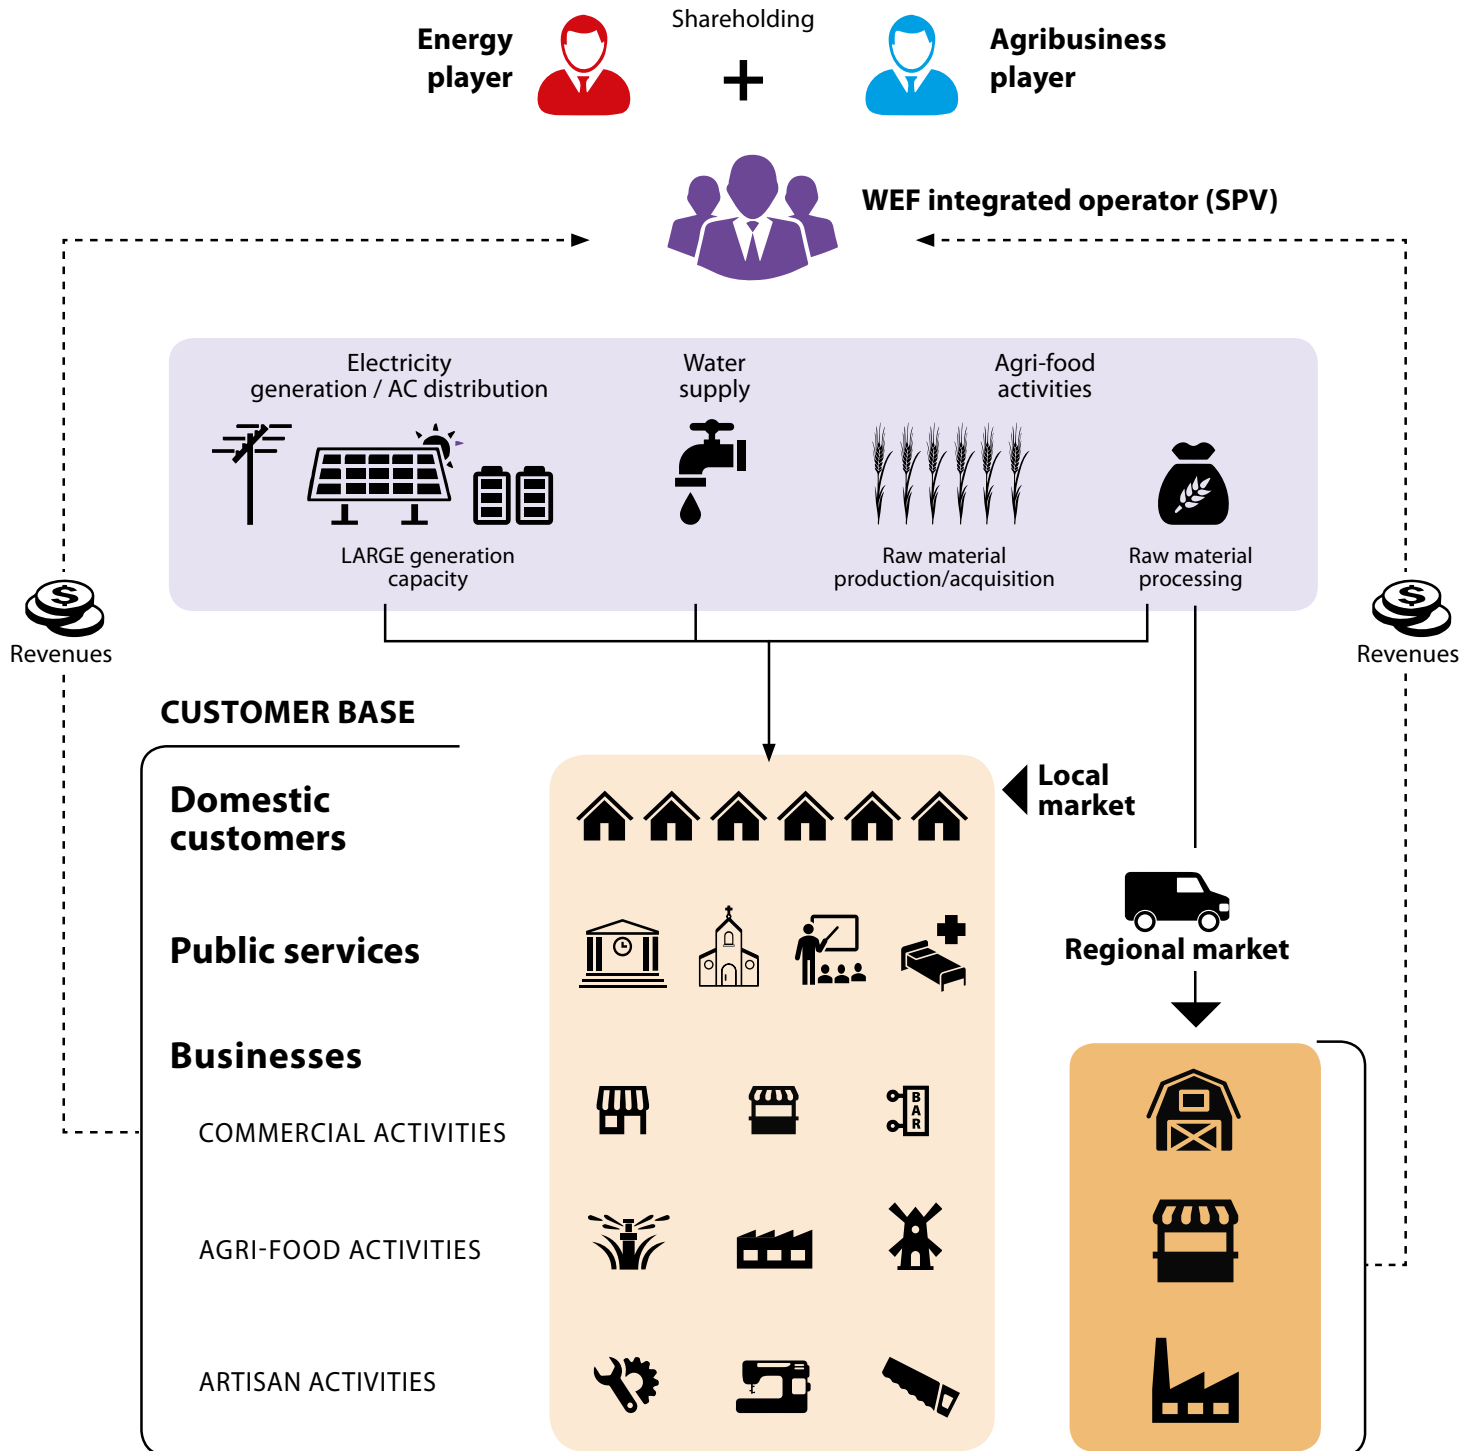 Shareholding
Energy
player
Agribusiness
player
WEF integrated operator (SPV)
Electricity
generation / AC distribution
Water
supply
Agri-food
activities
LARGE generation
capacity
Raw material
production/acquisition
Raw material
processing
$
Revenues
$
Revenues
CUSTOMER BASE
Domestic
customers
Local
market
Public services
Regional market
Businesses
COMMERCIAL ACTIVITIES
BAR
AGRI-FOOD ACTIVITIES
ARTISAN ACTIVITIES